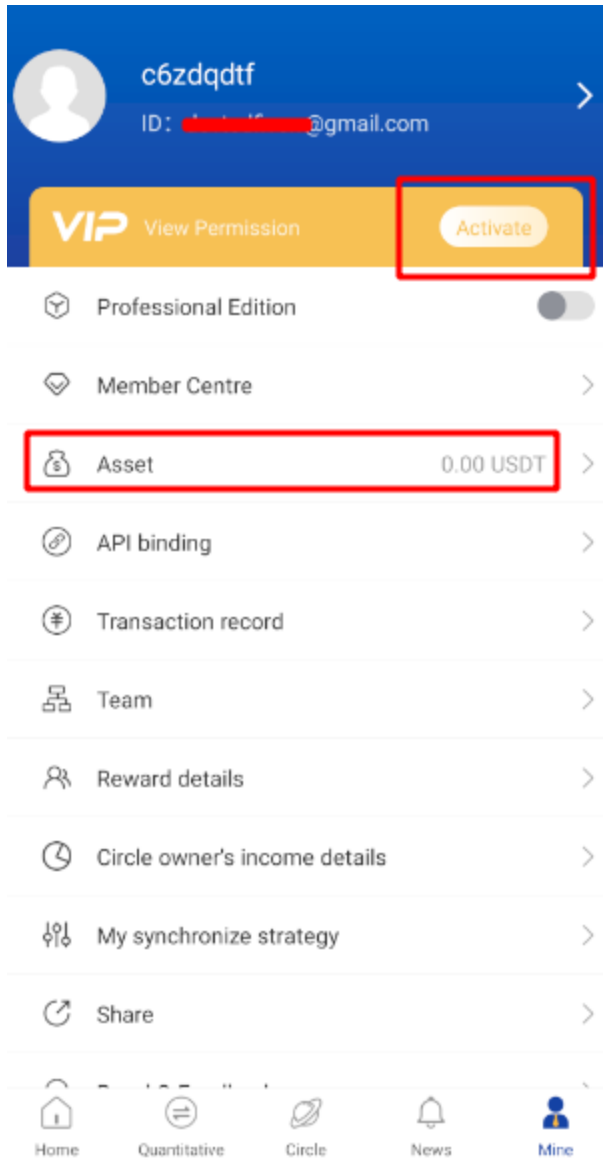 c6zdqdtf
ID: @gmail.com
VIP View Permission Activate
Professional Edition
Member Centre
Asset 0.00 USDT
API binding
Transaction record
Team
Reward details
Circle owner's income details
My synchronize strategy
Share
Home Quantitative Circle News Mine